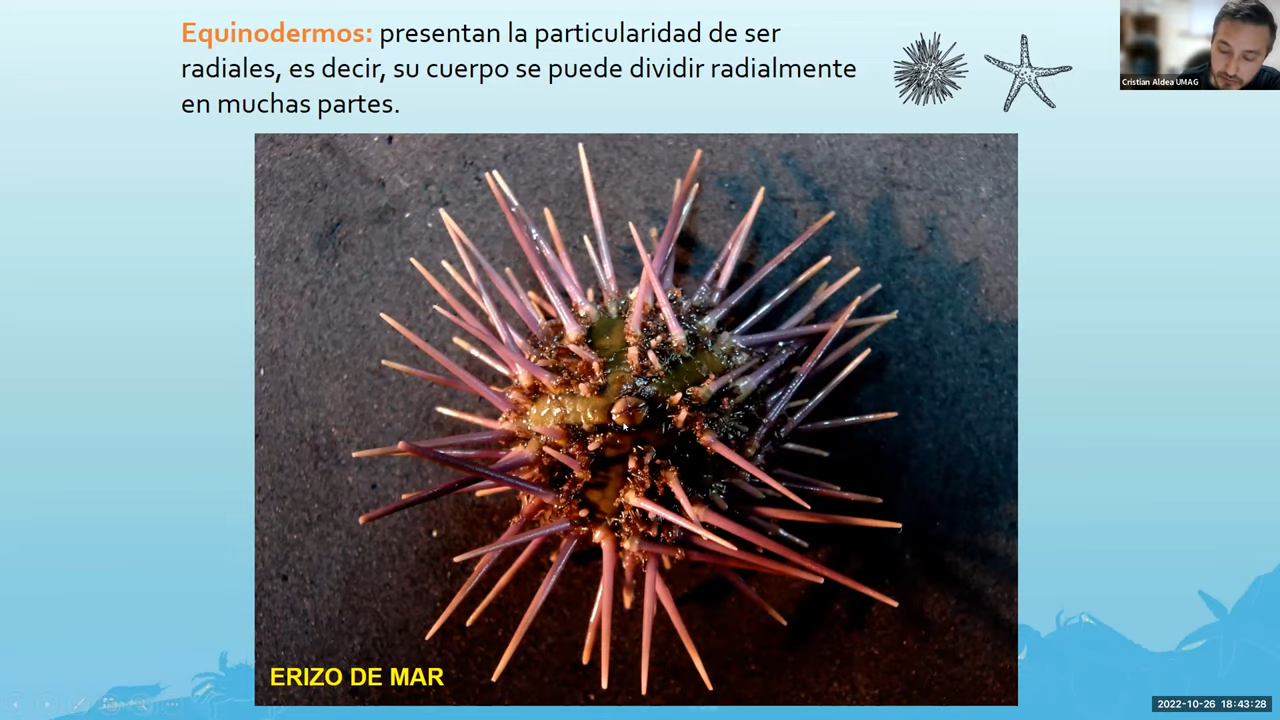 Equinodermos: presentan la particularidad de ser
radiales, es decir, su cuerpo se puede dividir radialmente
en muchas partes.
Cristian Aldea UMAG
ERIZO DE MAR
2022-10-26 18:43:28